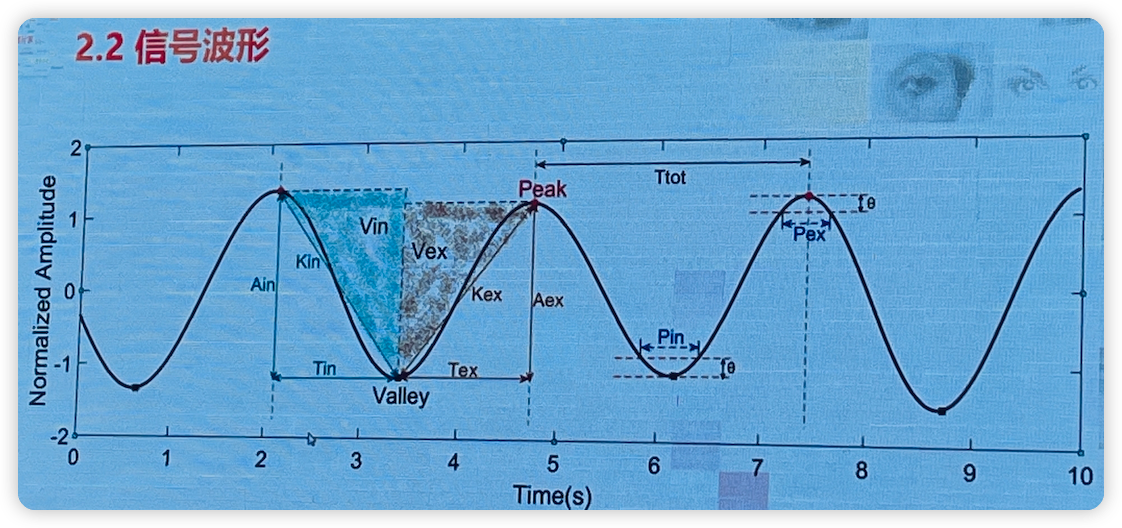 2.2 信号波形
2
1
0
-1
-2
Normalized Amplitude
Ttot
Peak
Vin
Vex
Kin
Kex
Ain
Aex
Tin
Tex
Valley
Pin
θ
Pex
θ
0 1 2 3 4 5 6 7 8 9 10
Time(s)